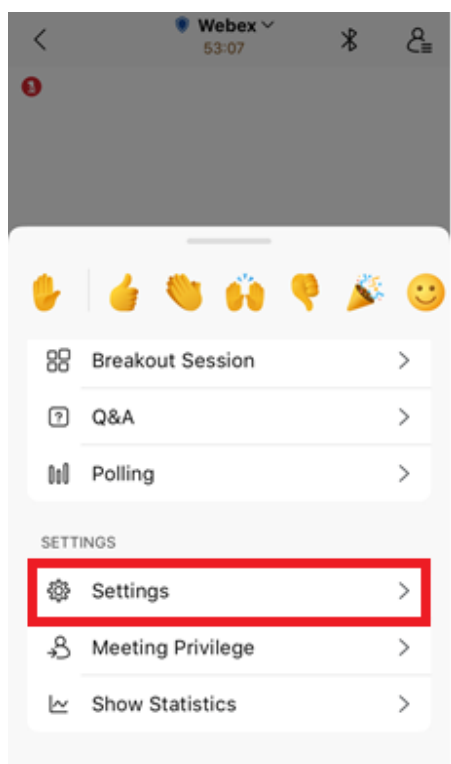 Webex
53:07
Breakout Session
Q&A
Polling
SETTINGS
Settings
Meeting Privilege
Show Statistics